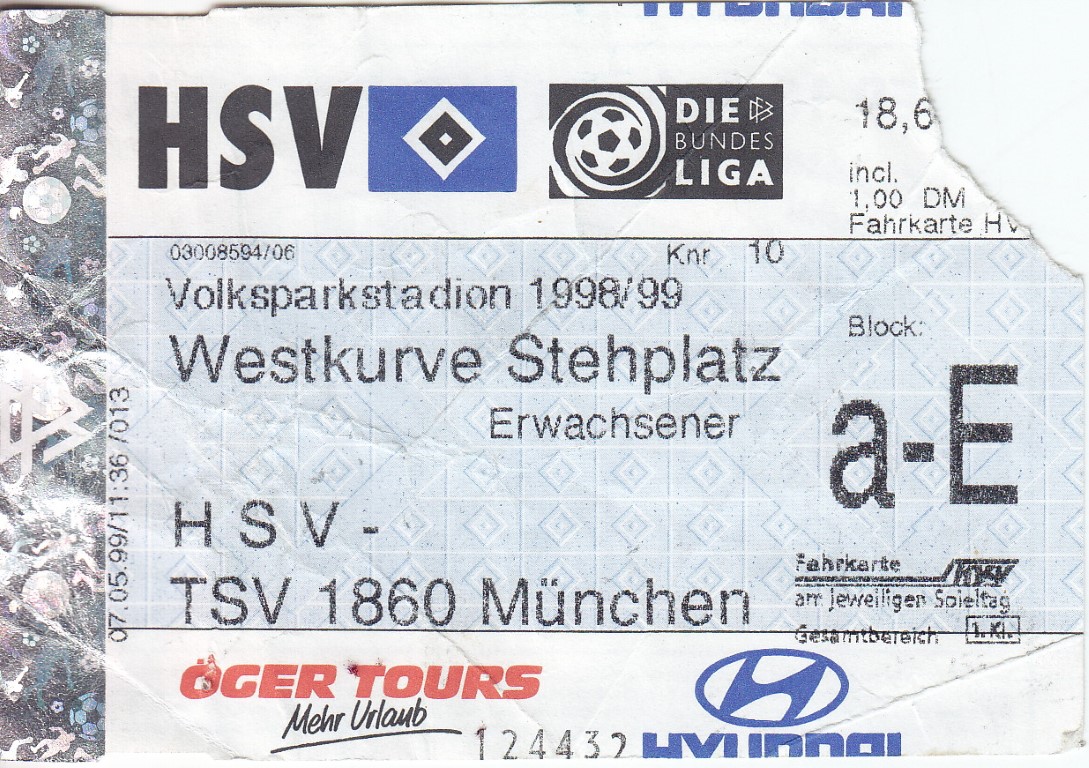 HYUNDAI
HSV
DIE
BUNDES
LIGA
18,6
incl.
1,00 DM
Fahrkarte HV
03008594/06
Knr 10
Volksparkstadion 1998/99
Westkurve Stehplatz
Erwachsener
Block:
a-E
H S V -
TSV 1860 München
Fahrkarte HVV
am jeweiligen Spieltag
Gesamtbereich 1.Kl.
07.05.99/11:36/013
ÖGER TOURS
Mehr Urlaub
124432
HYUNDAI